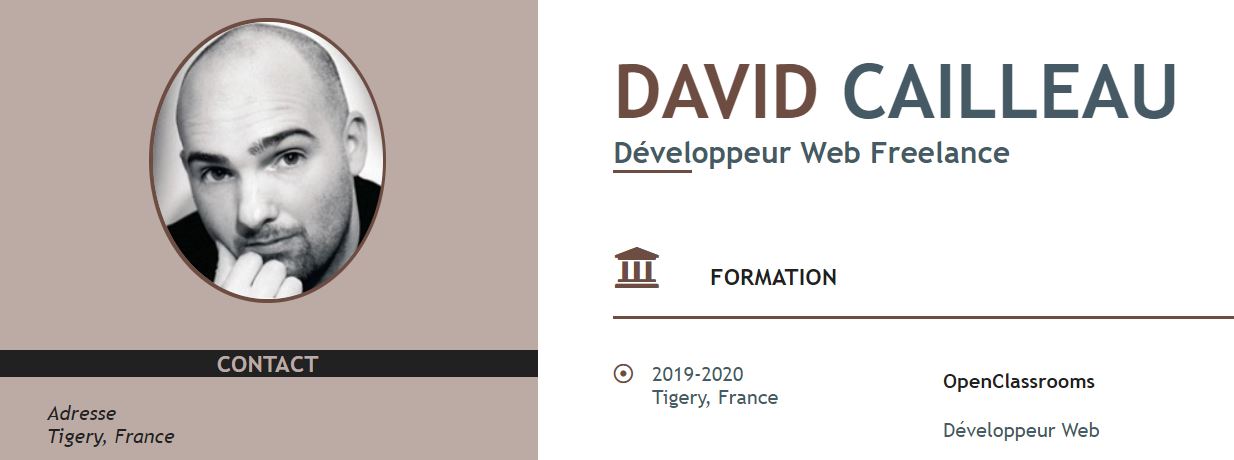 CONTACT
Adresse
Tigery, France
DAVID CAILLEAU
Développeur Web Freelance
FORMATION
2019-2020
Tigery, France
OpenClassrooms
Développeur Web